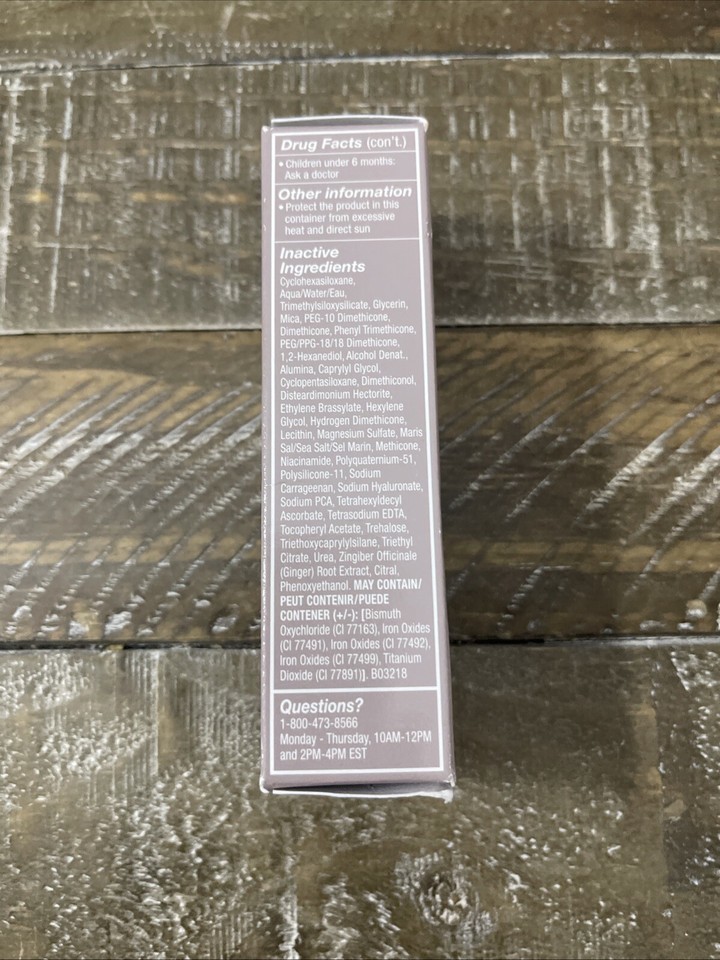 Drug Facts (con't.)
• Children under 6 months:
Ask a doctor
Other information
• Protect the product in this
container from excessive
heat and direct sun
Inactive
Ingredients
Cyclohexasiloxane,
Aqua/Water/Eau,
Trimethylsiloxysilicate, Glycerin,
Mica, PEG-10 Dimethicone,
Dimethicone, Phenyl Trimethicone,
PEG/PPG-18/18 Dimethicone,
1,2-Hexanediol, Alcohol Denat.,
Alumina, Caprylyl Glycol,
Cyclopentasiloxane, Dimethiconol,
Disteardimonium Hectorite,
Ethylene Brassylate, Hexylene
Glycol, Hydrogen Dimethicone,
Lecithin, Magnesium Sulfate, Maris
Sal/Sea Salt/Sel Marin, Methicone,
Niacinamide, Polyquaternium-51,
Polysilicone-11, Sodium
Carrageenan, Sodium Hyaluronate,
Sodium PCA, Tetrahexyldecyl
Ascorbate, Tetrasodium EDTA,
Tocopheryl Acetate, Trehalose,
Triethoxycaprylylsilane, Triethyl
Citrate, Urea, Zingiber Officinale
(Ginger) Root Extract, Citral,
Phenoxyethanol. MAY CONTAIN/
PEUT CONTENIR/PUEDE
CONTENER (+/-): [Bismuth
Oxychloride (CI 77163), Iron Oxides
(CI 77491), Iron Oxides (CI 77492),
Iron Oxides (CI 77499), Titanium
Dioxide (CI 77891)]. B03218
Questions?
1-800-473-8566
Monday - Thursday, 10AM-12PM
and 2PM-4PM EST